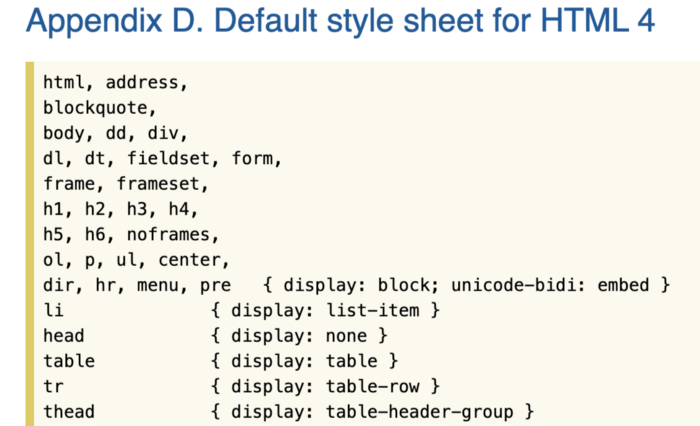 Appendix D. Default style sheet for HTML 4
html, address,
blockquote,
body, dd, div,
dl, dt, fieldset, form,
frame, frameset,
h1, h2, h3, h4,
h5, h6, noframes,
ol, p, ul, center,
dir, hr, menu, pre   { display: block; unicode-bidi: embed }
li              { display: list-item }
head            { display: none }
table           { display: table }
tr              { display: table-row }
thead           { display: table-header-group }